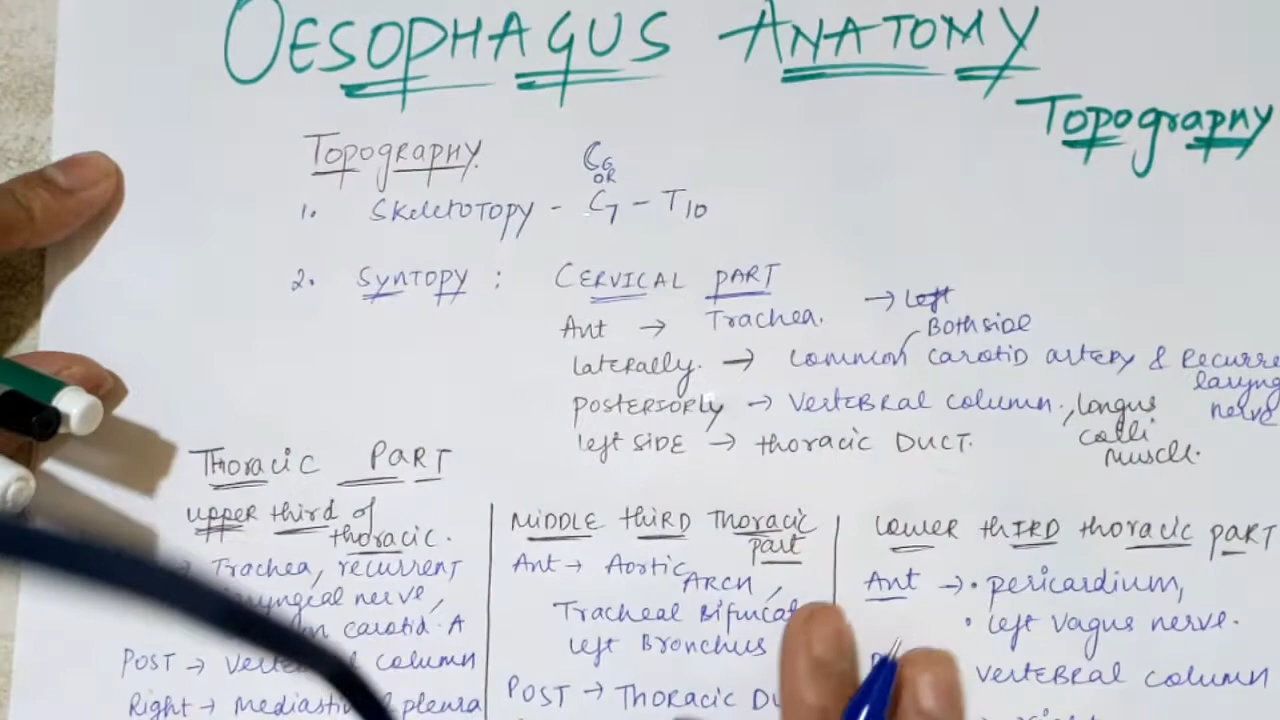 OESOPHAGUS ANATOMY
Topography
Topography.
C6
OR
1. Skeletotopy - C7 - T10
2. Syntopy : CERVICAL PART
Ant → Trachea. → Left
Both side
laterally. → common carotid artery & Recurre
laryng
nerve
Posteriorly → Vertebral column., longus
colli
muscle.
left SIDE → thoracic DUCT.
Thoracic PART
upper third of
thoracic.
Trachea, recurrent
nerve,
carotid. A
POST → column
Right → pleura
MIDDLE third Thoracic
part
Ant → Aortic
ARCH,
Tracheal Bifurcat
left Bronchus
POST → Thoracic Du
lower thIRD thoracic part
Ant → • pericardium,
• left vagus nerve.
vertebral column